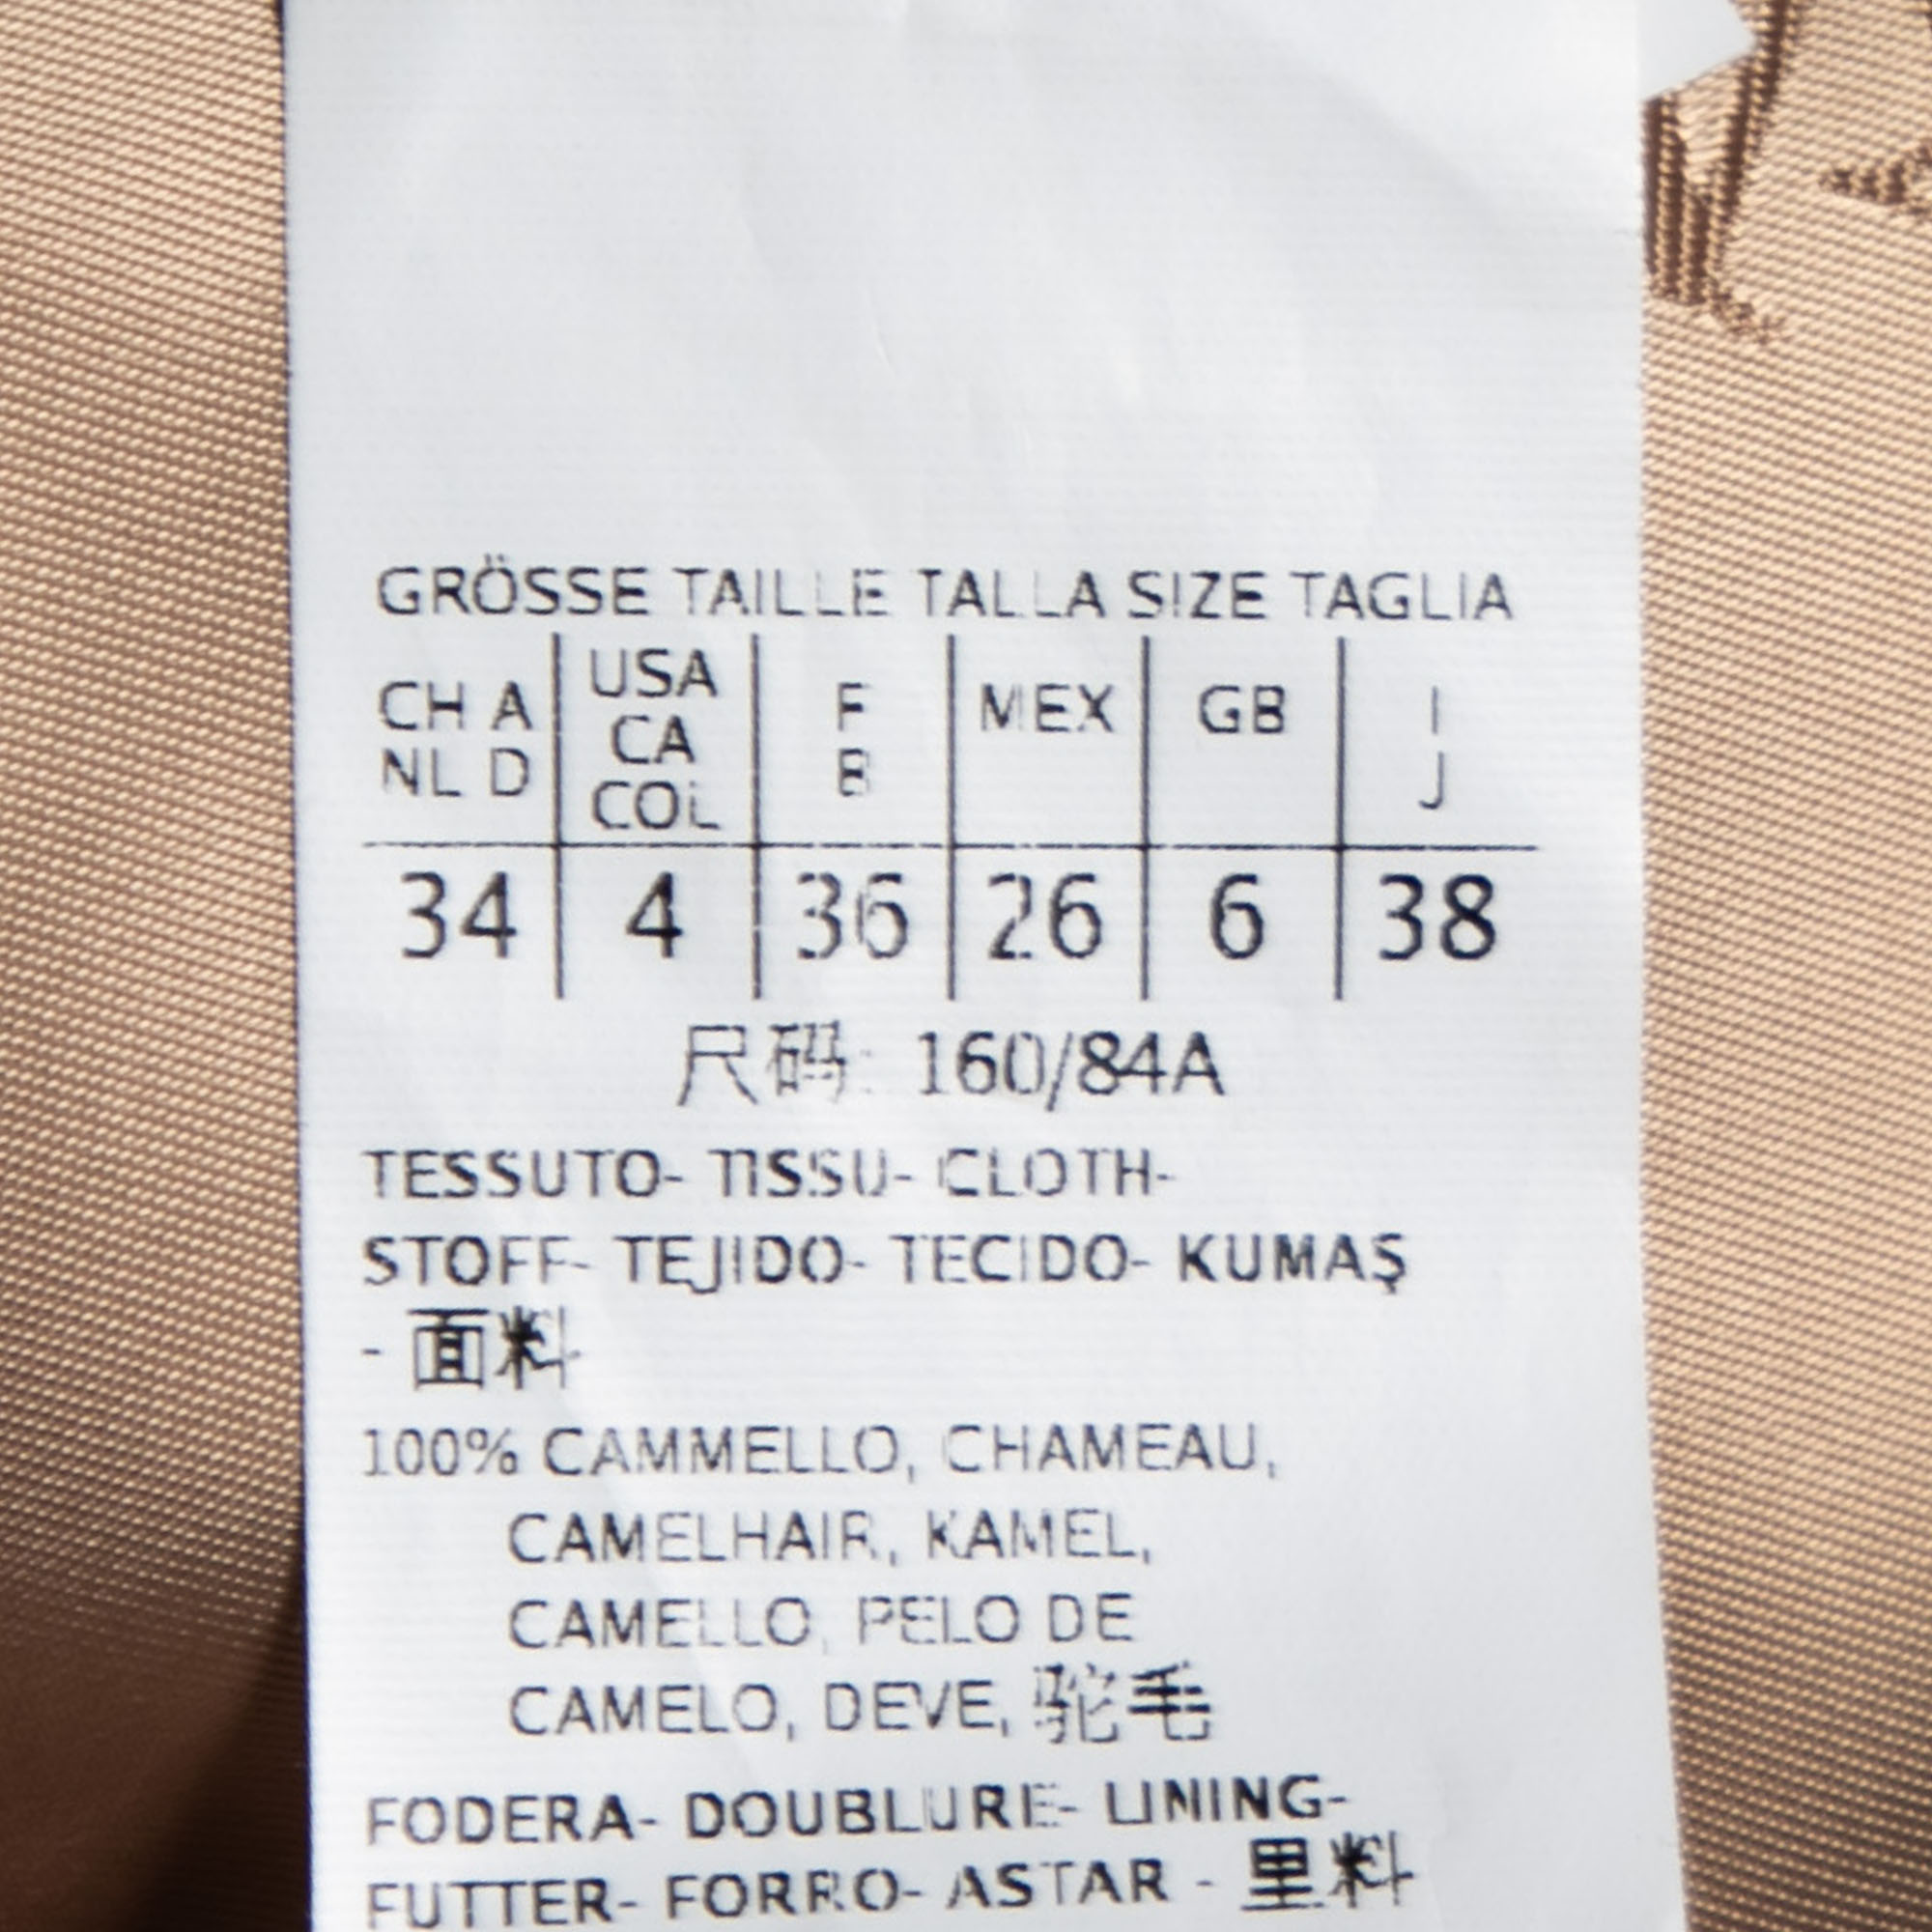 GRÖSSE TAILLE TALLA SIZE TAGLIA
CH A
NL D
USA
CA
COL
F
B
MEX
GB
I
J
34 4 36 26 6 38
尺码: 160/84A
TESSUTO- TISSU- CLOTH-
STOFF- TEJIDO- TECIDO- KUMAŞ
- 面料
100% CAMMELLO, CHAMEAU,
CAMELHAIR, KAMEL,
CAMELLO, PELO DE
CAMELO, DEVE, 驼毛
FODERA- DOUBLURE- LINING-
FUTTER- FORRO- ASTAR - 里料